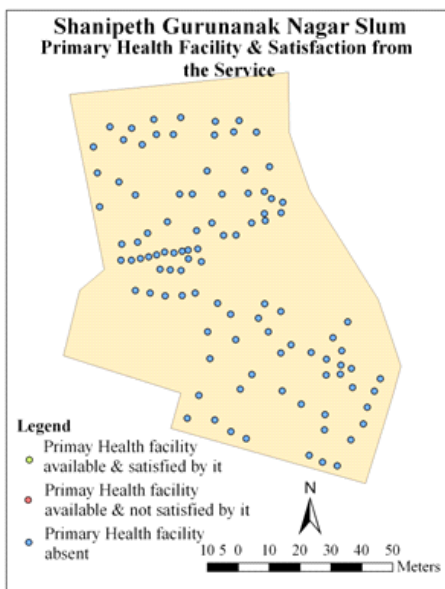 Shanipeth Gurunanak Nagar Slum
Primary Health Facility & Satisfaction from
the Service
Legend
Primay Health facility
available & satisfied by it
Primay Health facility
available & not satisfied by it
Primary Health facility
absent
N
10 5 0 10 20 30 40 50
Meters